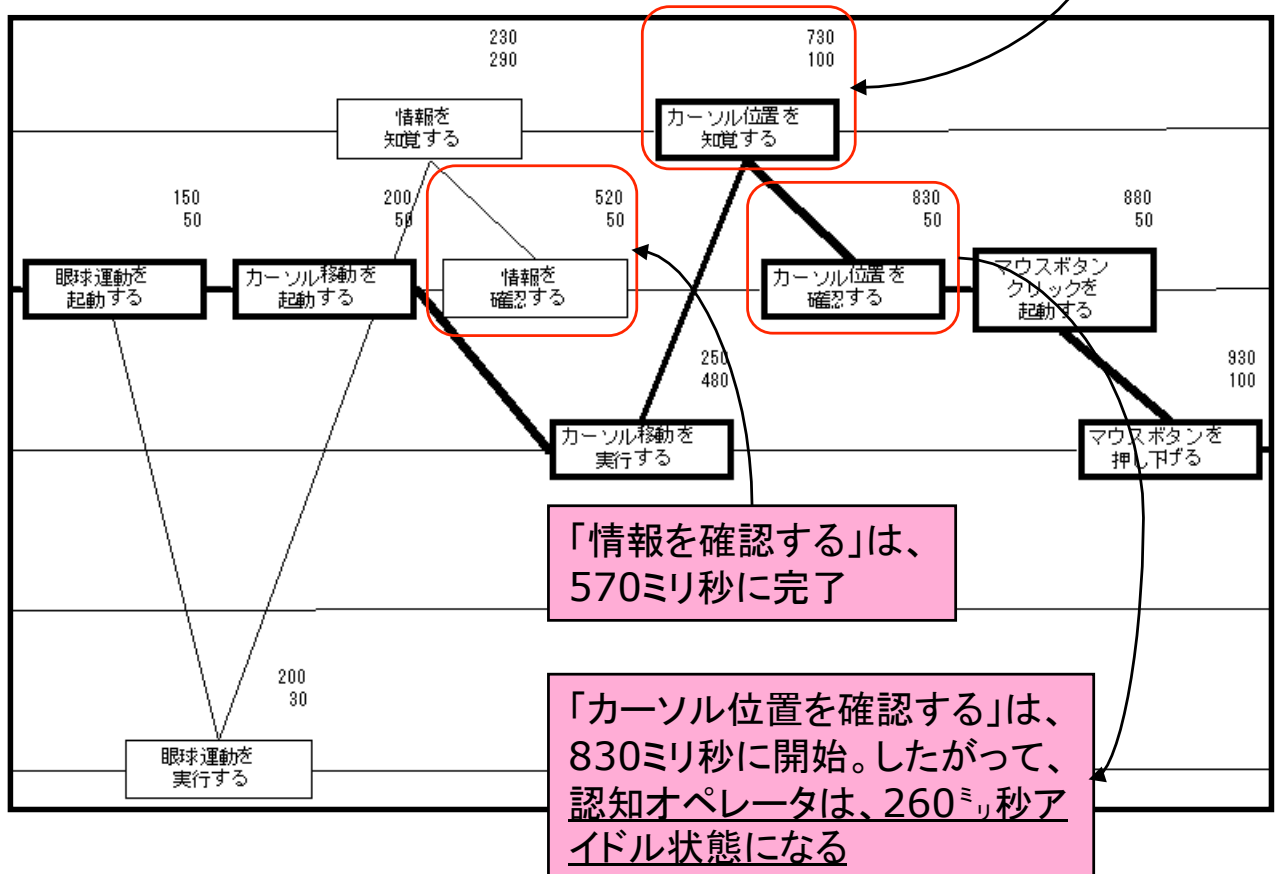 230
290
730
100
情報を
知覚する
カーソル位置を
知覚する
150
50
200
50
520
50
830
50
880
50
眼球運動を
起動する
カーソル移動を
起動する
情報を
確認する
カーソル位置を
確認する
マウスボタン
クリックを
起動する
250
480
930
100
カーソル移動を
実行する
マウスボタンを
押し下げる
「情報を確認する」は、
570ミリ秒に完了
200
30
眼球運動を
実行する
「カーソル位置を確認する」は、
830ミリ秒に開始。したがって、
認知オペレータは、260ミリ秒ア
イドル状態になる